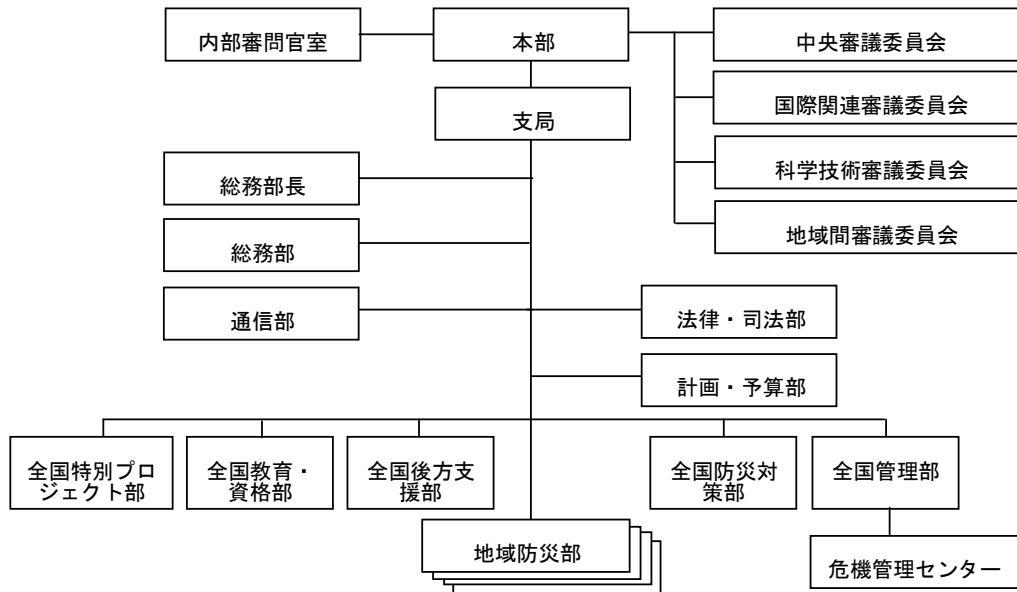 内部審問官室
本部
中央審議委員会
国際関連審議委員会
支局
科学技術審議委員会
総務部長
地域間審議委員会
総務部
通信部
法律・司法部
計画・予算部
全国特別プロ
ジェクト部
全国教育・
資格部
全国後方支
援部
全国防災対
策部
全国管理部
地域防災部
危機管理センター